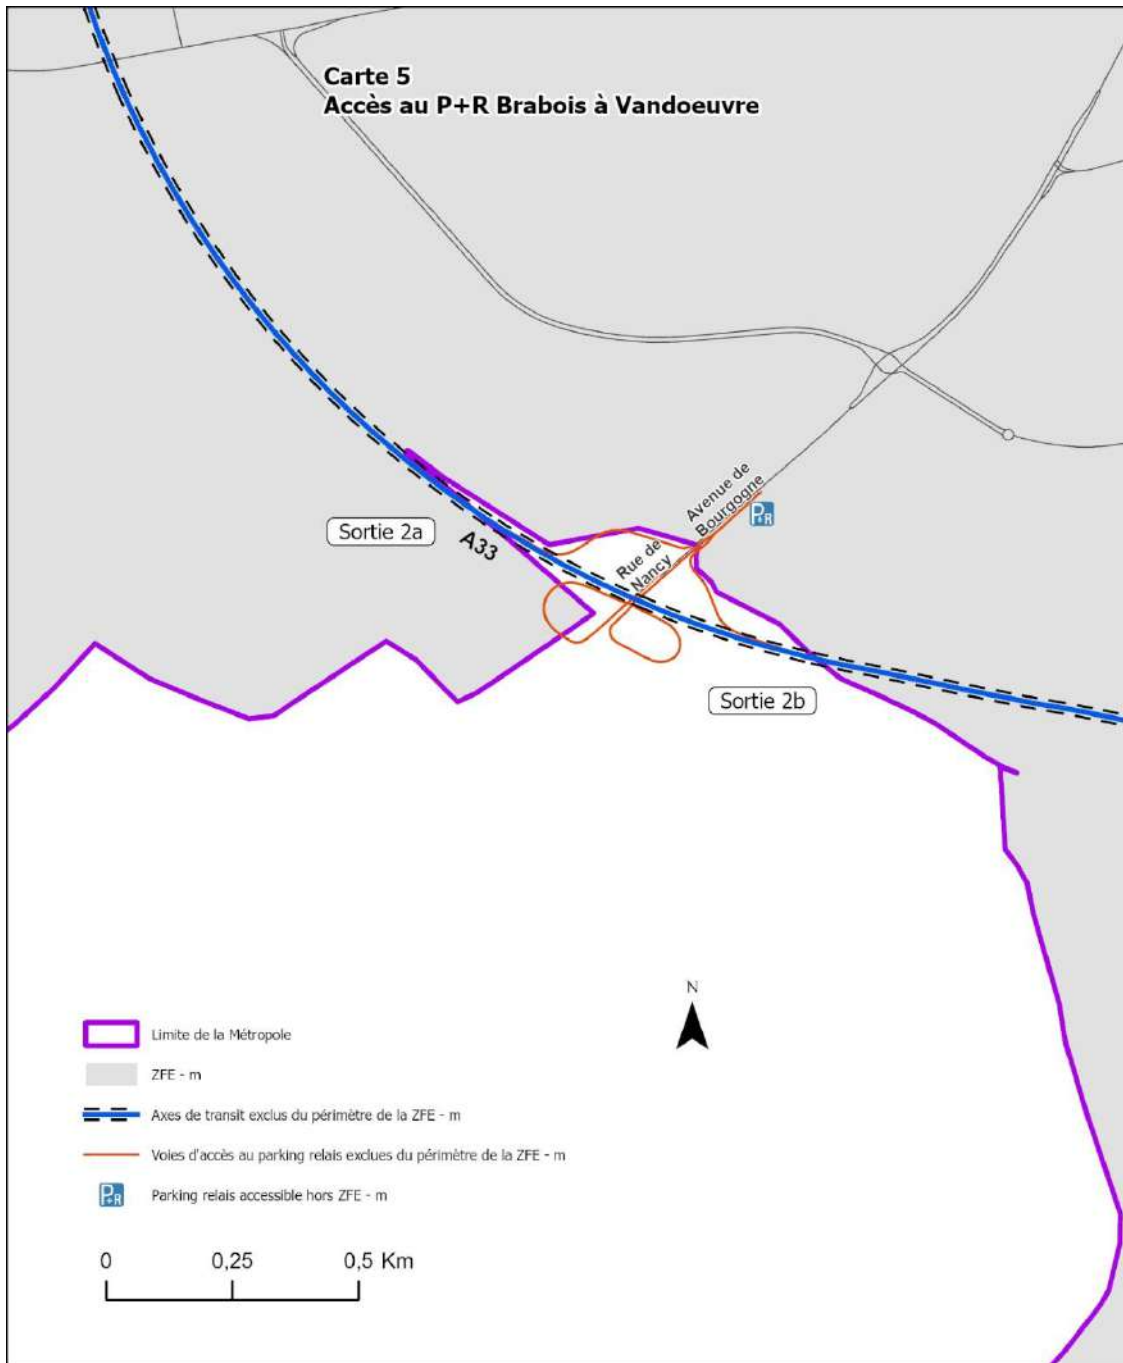 Carte 5
Accès au P+R Brabois à Vandoeuvre
Avenue de
Bourgogne
P+R
Sortie 2a
A33
Rue de
Nancy
Sortie 2b
N
Limite de la Métropole
ZFE - m
Axes de transit exclus du périmètre de la ZFE - m
Voies d'accès au parking relais exclues du périmètre de la ZFE - m
P+R
Parking relais accessible hors ZFE - m
0 0,25 0,5 Km